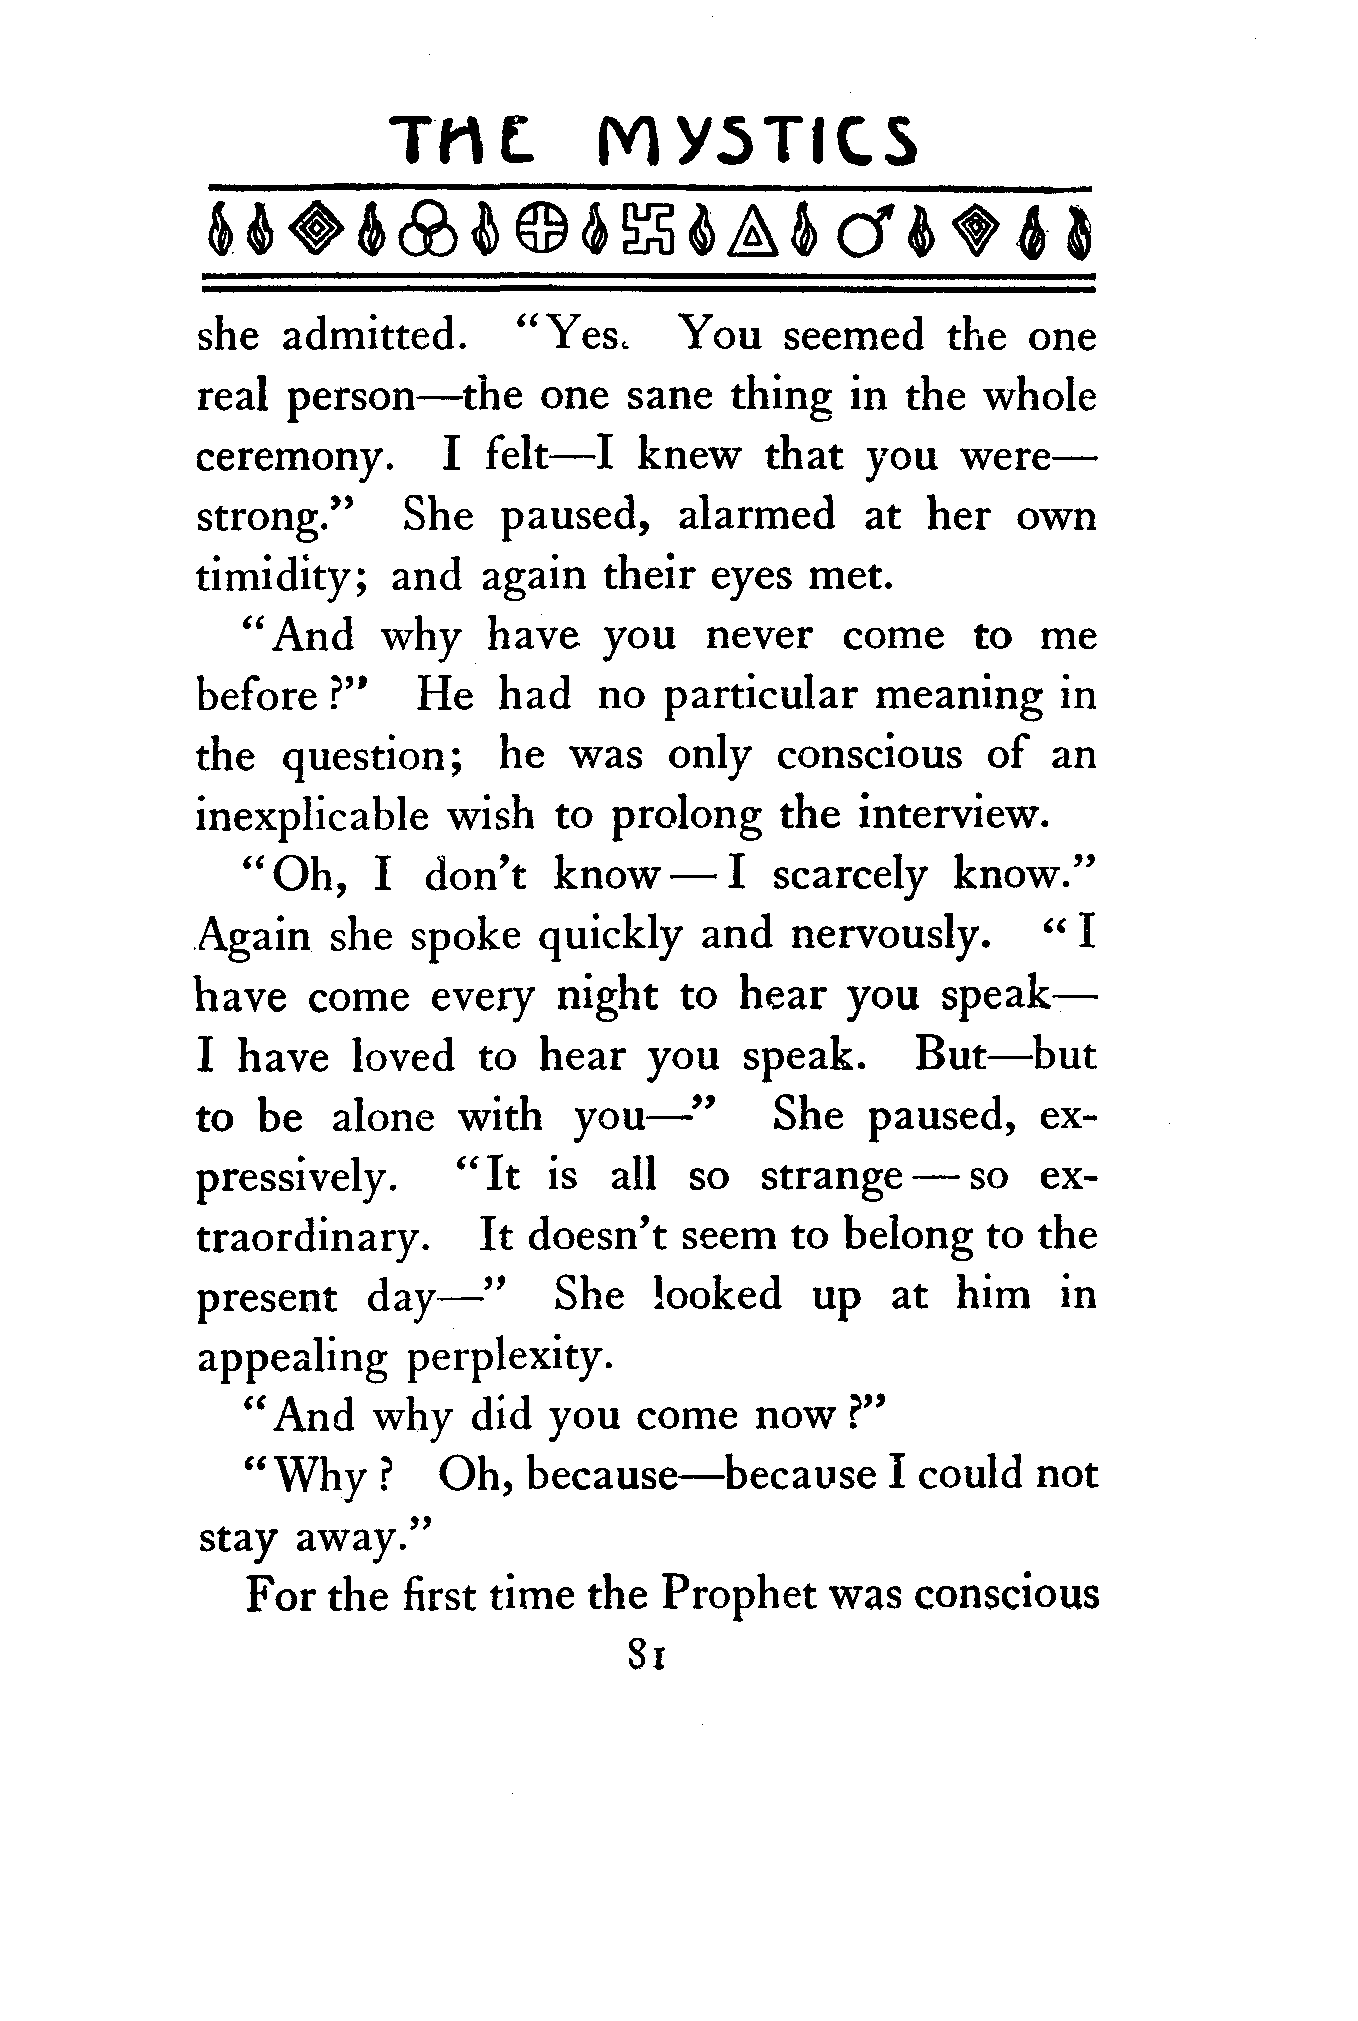 THE MYSTICS
she admitted. "Yes. You seemed the one
real person—the one sane thing in the whole
ceremony. I felt—I knew that you were—
strong." She paused, alarmed at her own
timidity; and again their eyes met.
"And why have you never come to me
before?" He had no particular meaning in
the question; he was only conscious of an
inexplicable wish to prolong the interview.
"Oh, I don't know—I scarcely know."
Again she spoke quickly and nervously. "I
have come every night to hear you speak—
I have loved to hear you speak. But—but
to be alone with you—" She paused, ex-
pressively. "It is all so strange—so ex-
traordinary. It doesn't seem to belong to the
present day—" She looked up at him in
appealing perplexity.
"And why did you come now?"
"Why? Oh, because—because I could not
stay away."
For the first time the Prophet was conscious
81